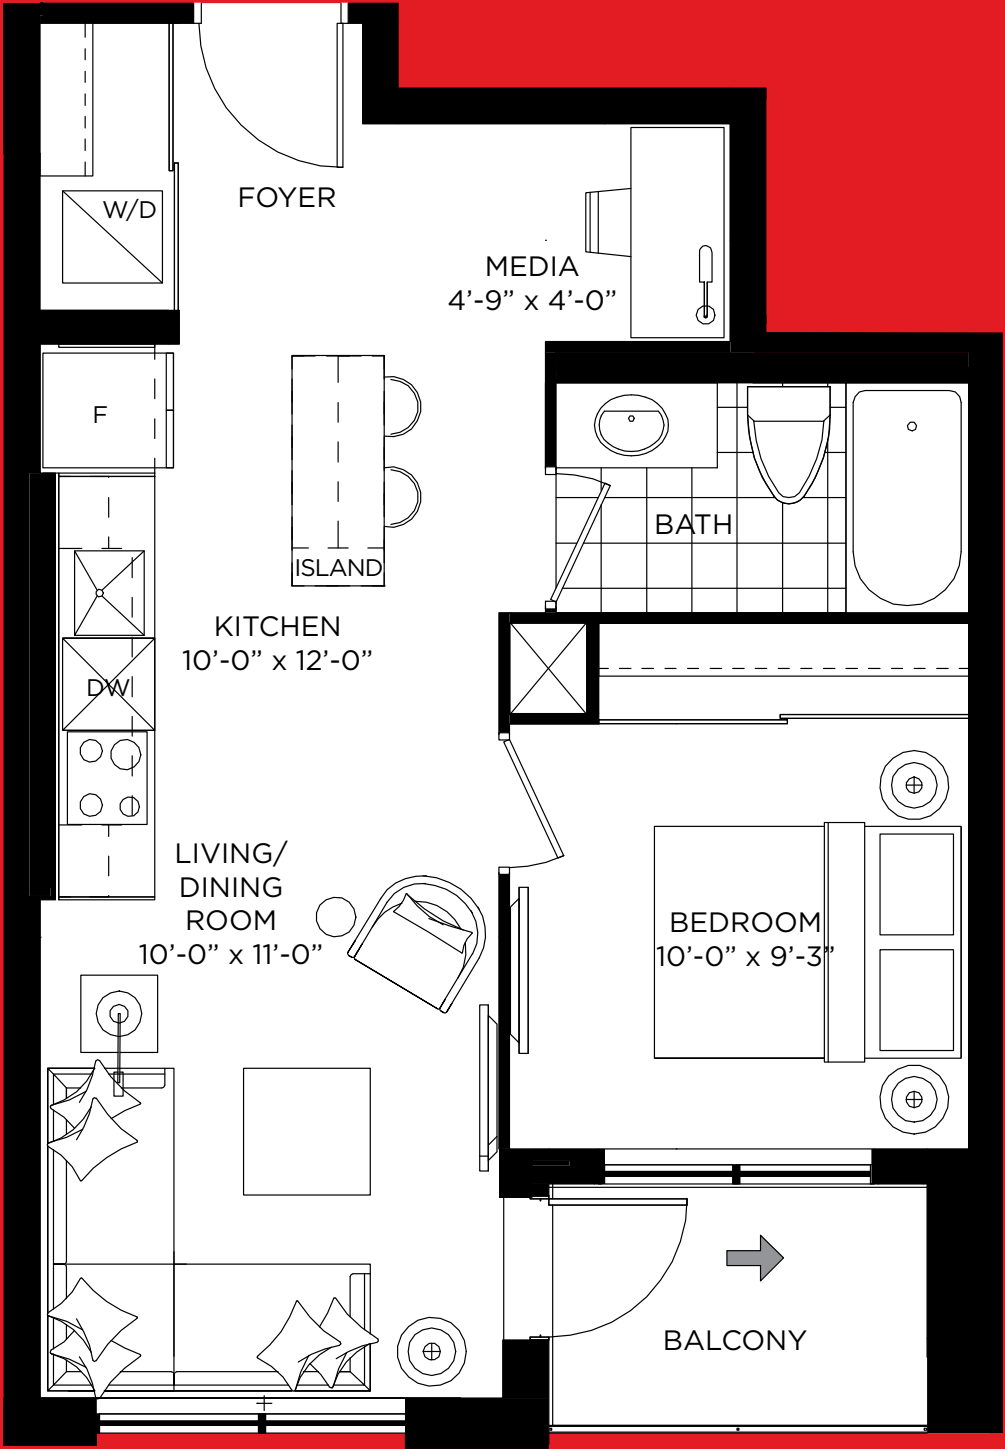 W/D
FOYER
MEDIA
4’-9” x 4’-0”
F
BATH
ISLAND
KITCHEN
10’-0” x 12’-0”
DW
LIVING/
DINING
ROOM
10’-0” x 11’-0”
BEDROOM
10’-0” x 9’-3”
BALCONY